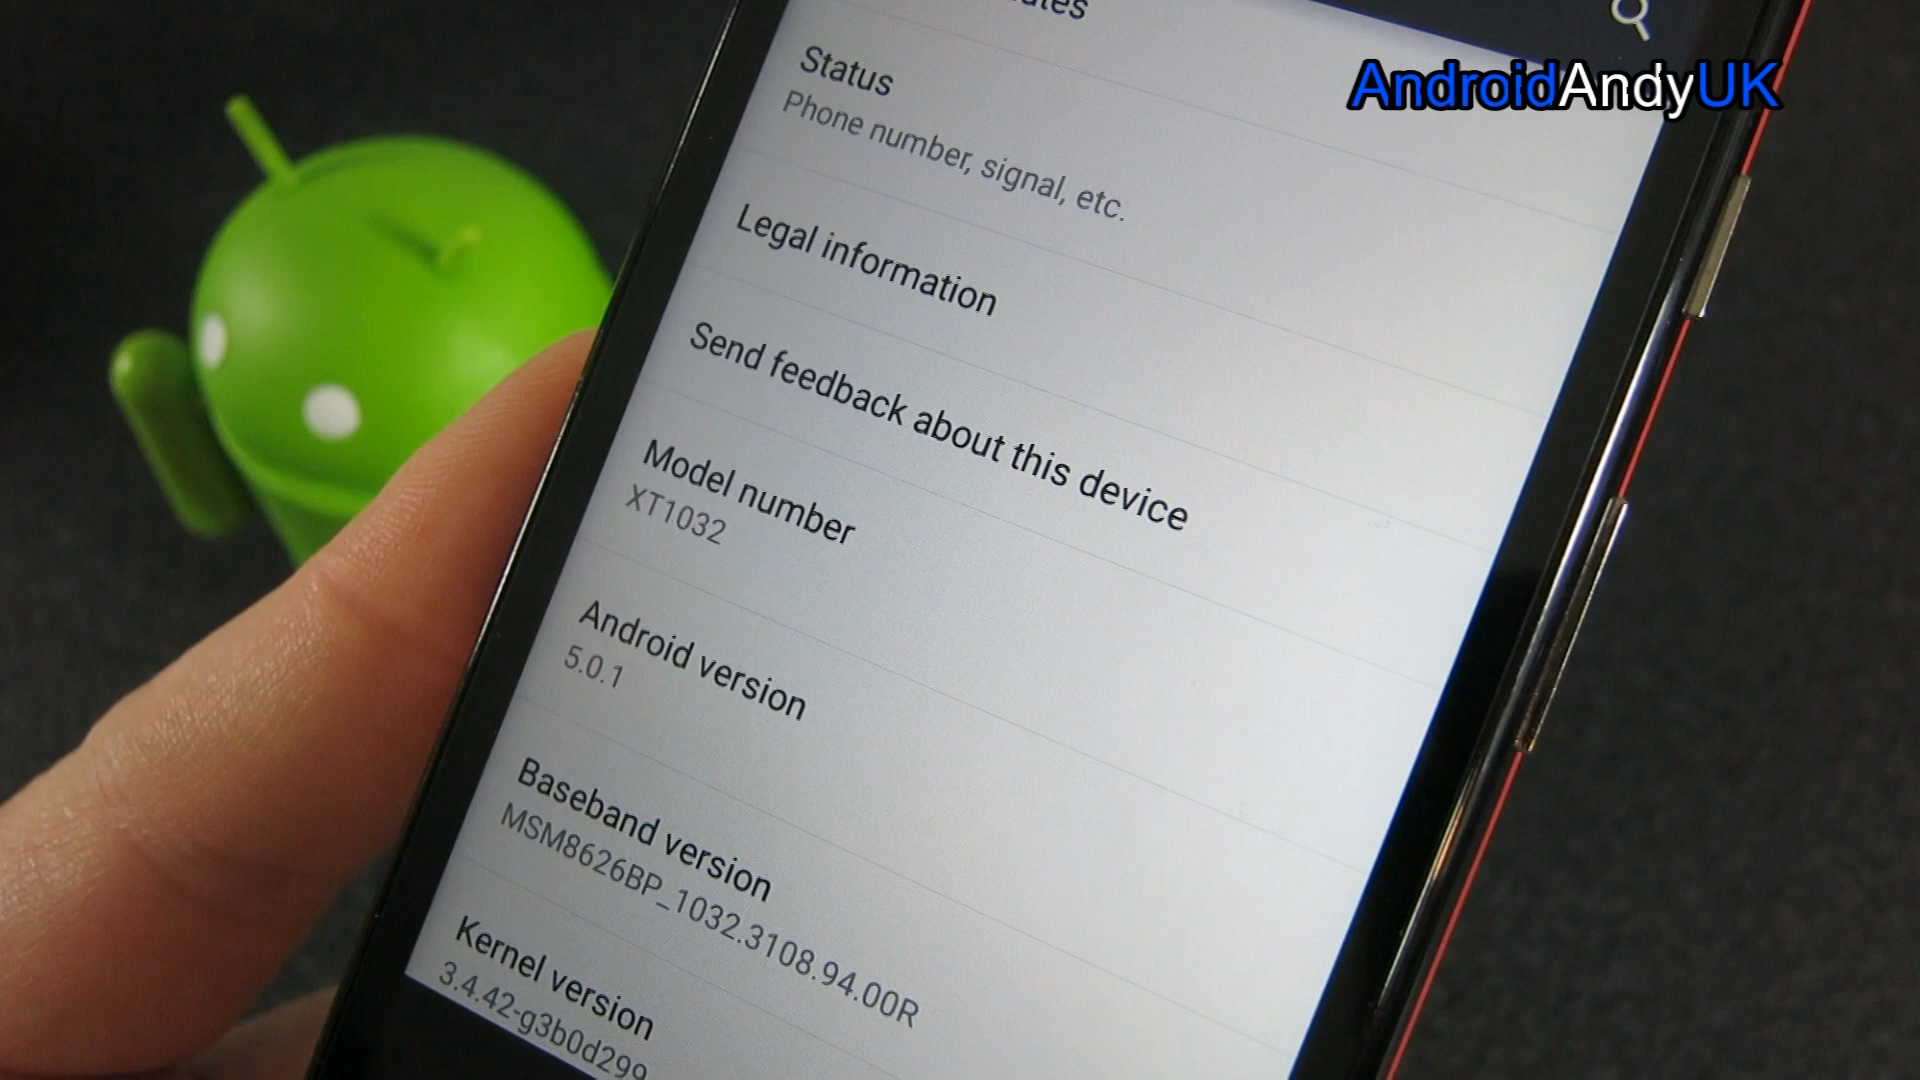 AndroidAndyUK
Status
Phone number, signal, etc.
Legal information
Send feedback about this device
Model number
XT1032
Android version
5.0.1
Baseband version
MSM8626BP_1032.3108.94.00R
Kernel version
3.4.42-g3b0d299